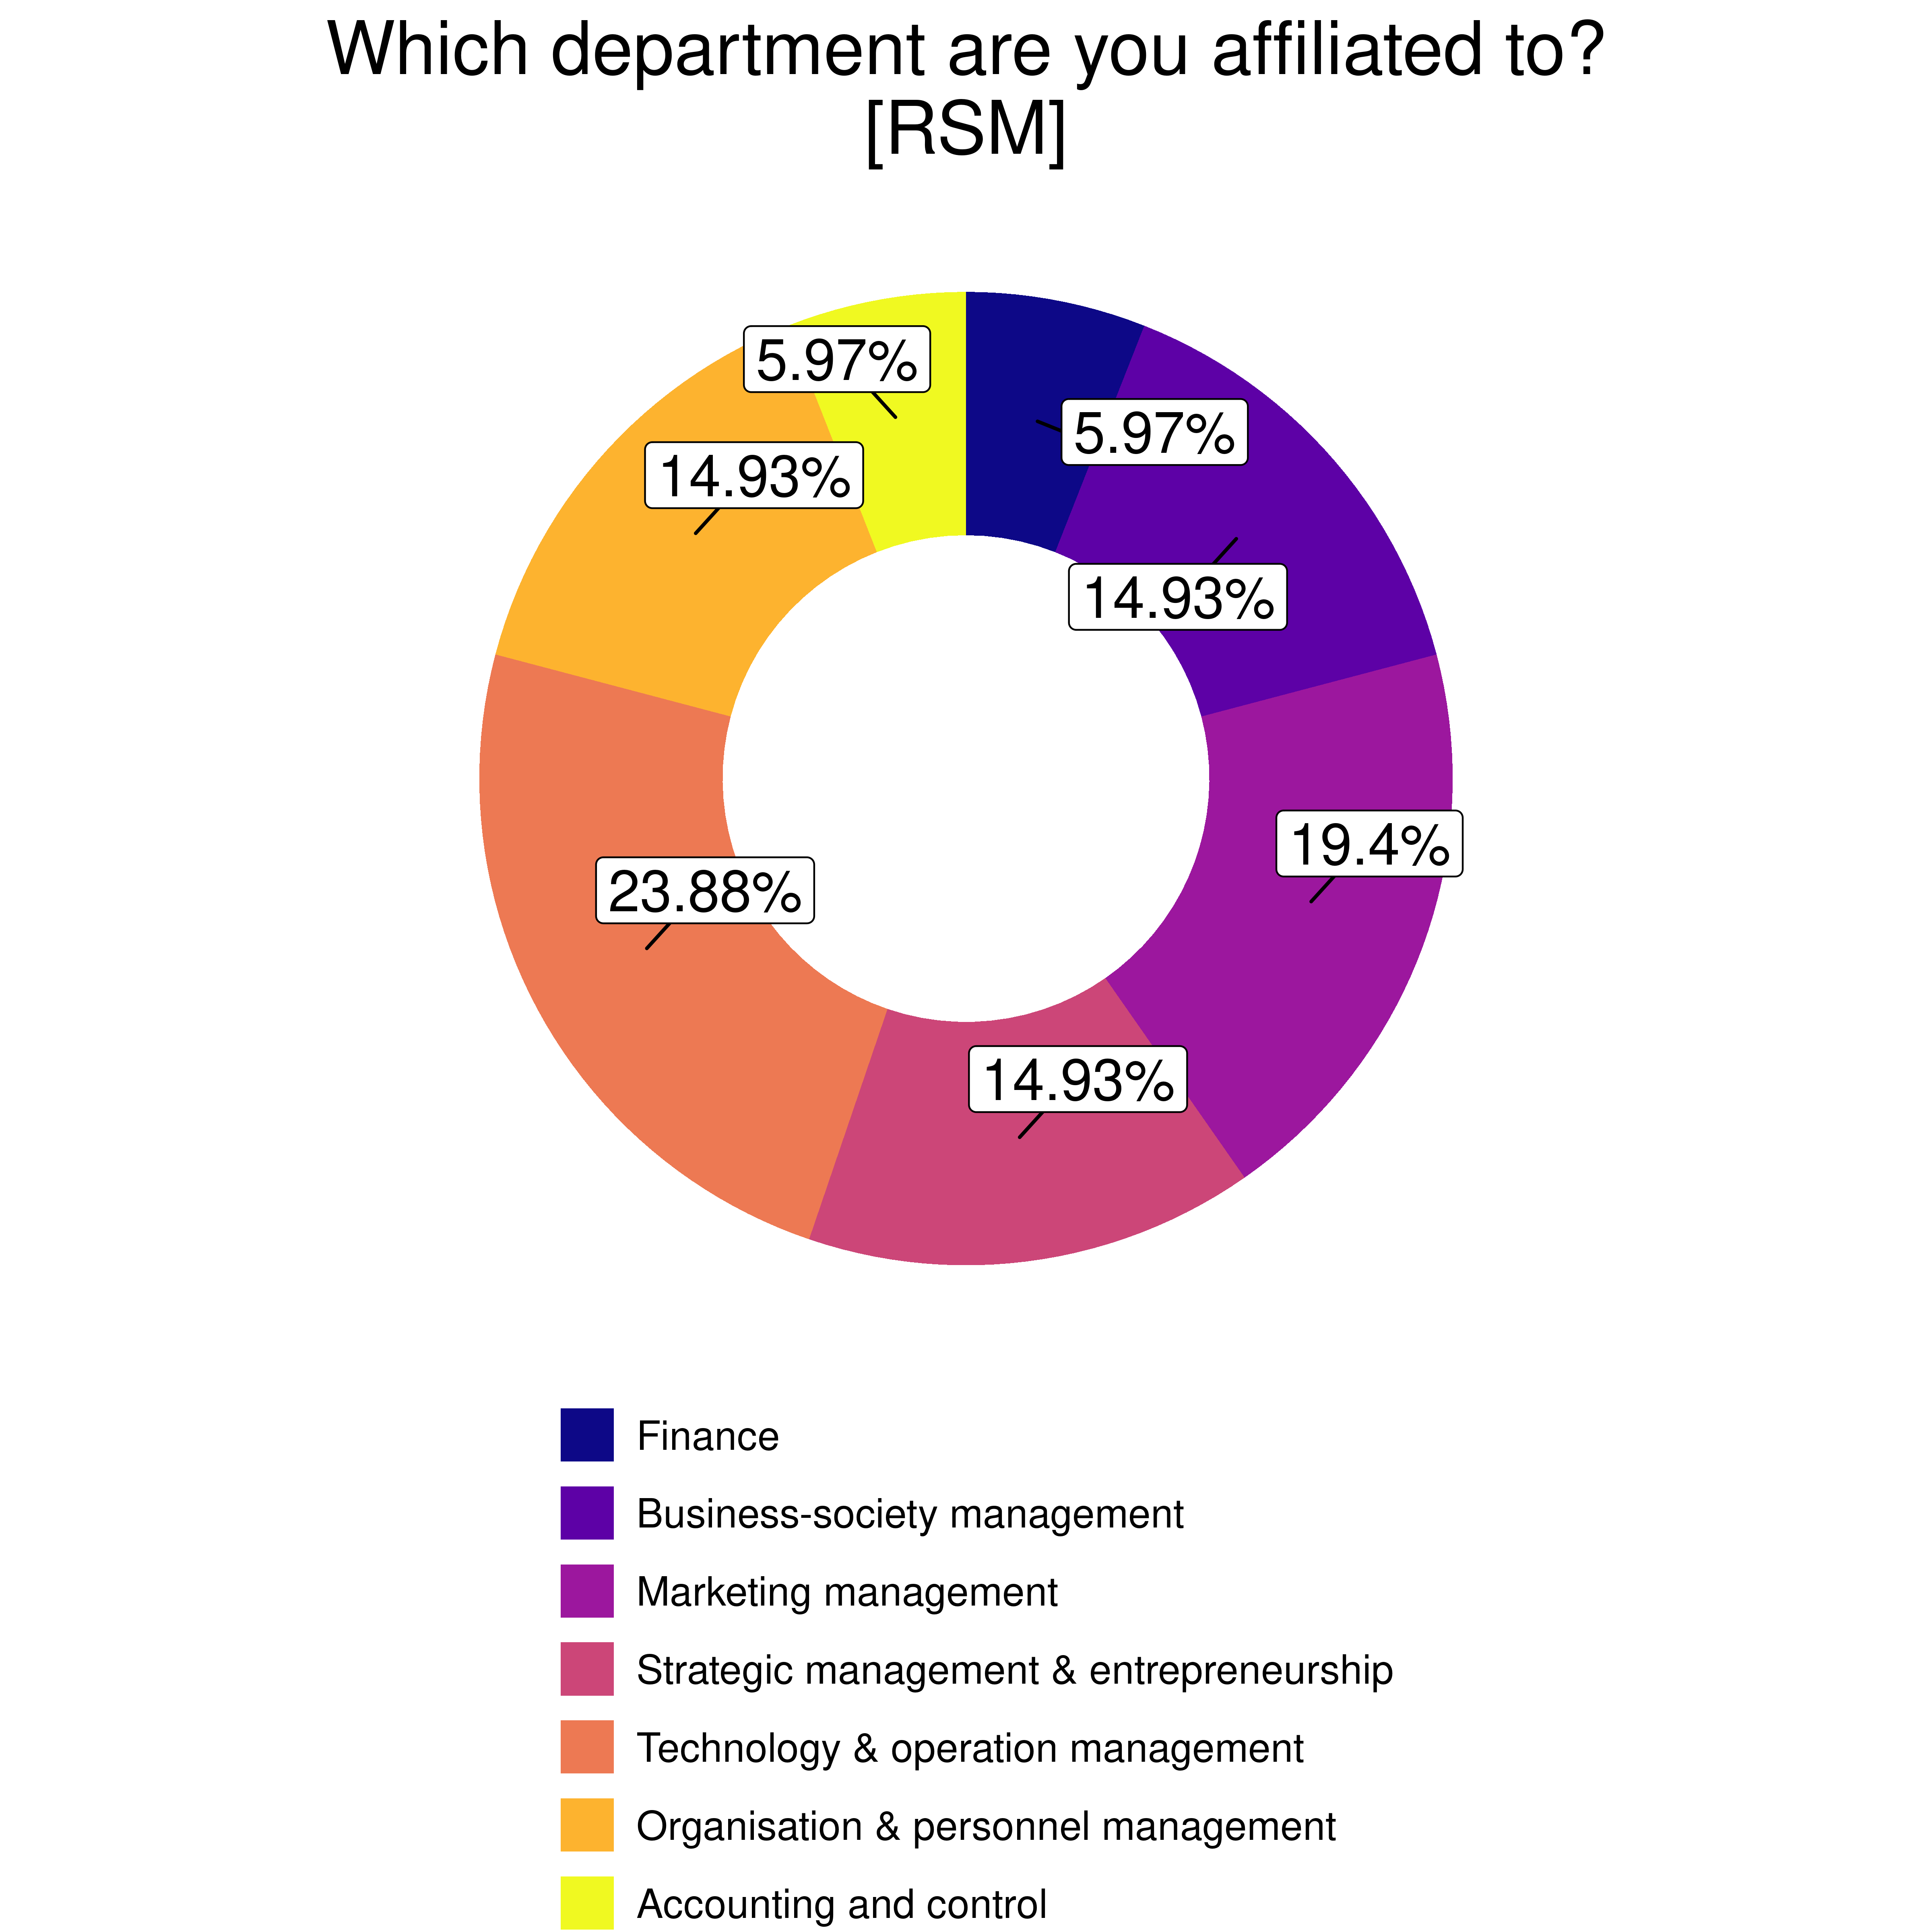 Which department are you affiliated to?
[RSM]
5.97%
5.97%
14.93%
14.93%
19.4%
23.88%
14.93%
Finance
Business-society management
Marketing management
Strategic management & entrepreneurship
Technology & operation management
Organisation & personnel management
Accounting and control